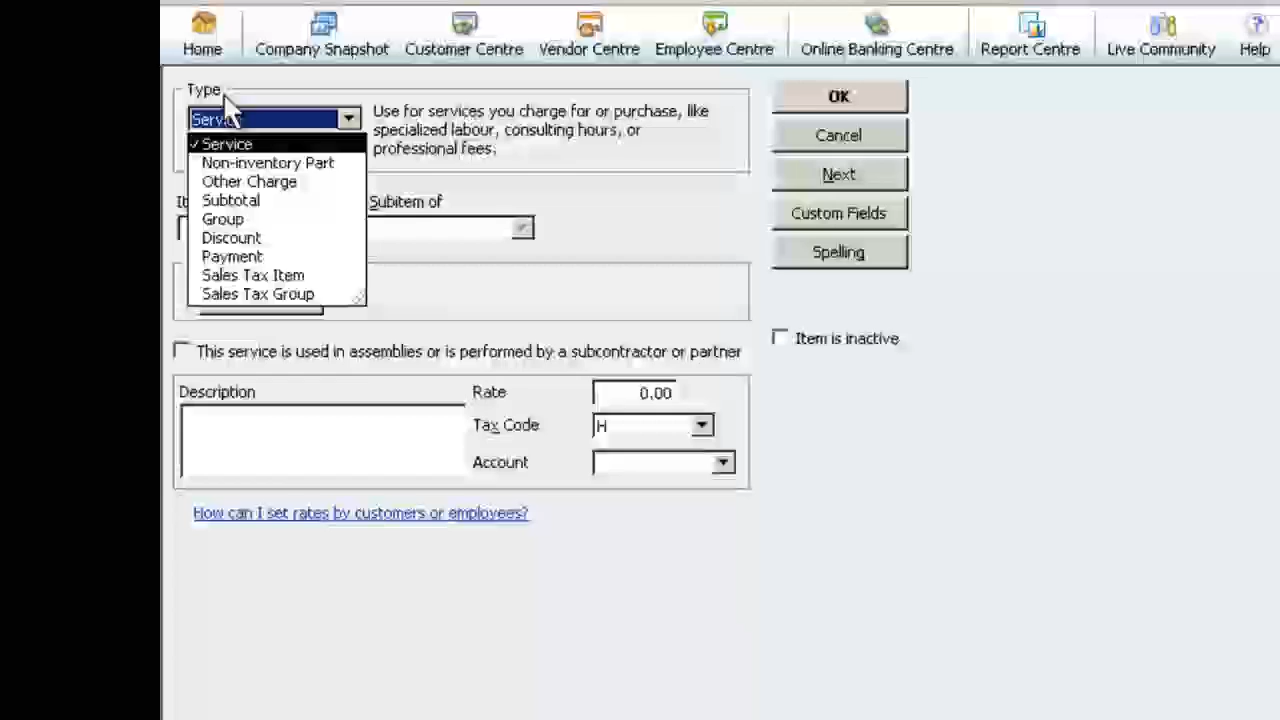 Home Company Snapshot Customer Centre Vendor Centre Employee Centre Online Banking Centre Report Centre Live Community Help
Type
Use for services you charge for or purchase, like
specialized labour, consulting hours, or
professional fees.
✓ Service
Non-inventory Part
Other Charge
Subtotal
Group
Discount
Payment
Sales Tax Item
Sales Tax Group
Subitem of
OK
Cancel
Next
Custom Fields
Spelling
Item is inactive
This service is used in assemblies or is performed by a subcontractor or partner
Description
Rate 0.00
Tax Code H
Account
How can I set rates by customers or employees?